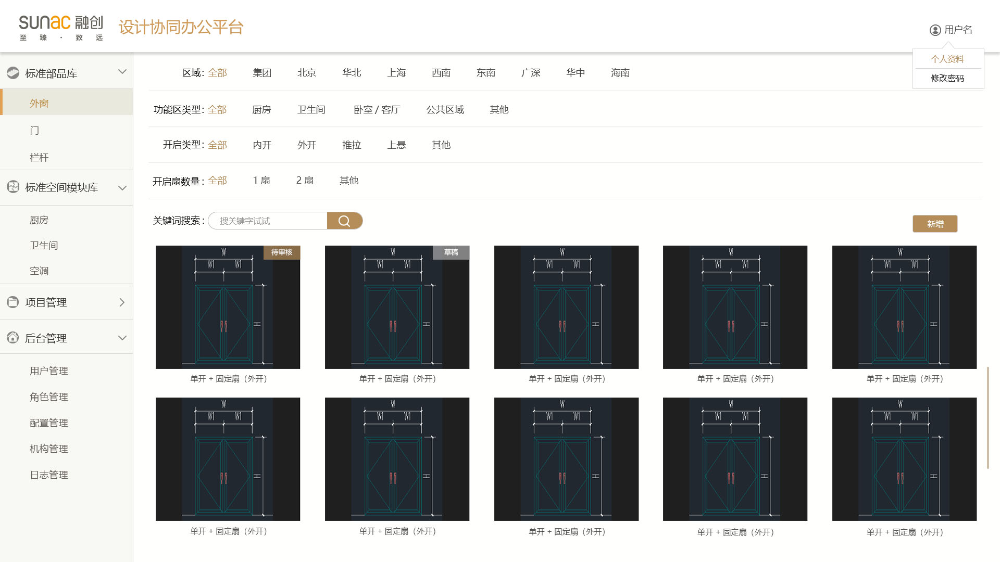 sunac 融创
至 臻 · 致 远
设计协同办公平台
用户名
个人资料
修改密码
标准部品库
外窗
门
栏杆
标准空间模块库
厨房
卫生间
空调
项目管理
后台管理
用户管理
角色管理
配置管理
机构管理
日志管理
区域: 全部 集团 北京 华北 上海 西南 东南 广深 华中 海南
功能区类型: 全部 厨房 卫生间 卧室 / 客厅 公共区域 其他
开启类型: 全部 内开 外开 推拉 上悬 其他
开启扇数量: 全部 1 扇 2 扇 其他
关键词搜索: 搜关键字试试
新增
待审核 草稿
W W W W W
W1 W1 W1 W1 W1 W1 W1 W1 W1 W1
H H H H H
单开 + 固定扇（外开） 单开 + 固定扇（外开） 单开 + 固定扇（外开） 单开 + 固定扇（外开） 单开 + 固定扇（外开）
W W W W W
W1 W1 W1 W1 W1 W1 W1 W1 W1 W1
H H H H H
单开 + 固定扇（外开） 单开 + 固定扇（外开） 单开 + 固定扇（外开） 单开 + 固定扇（外开） 单开 + 固定扇（外开）